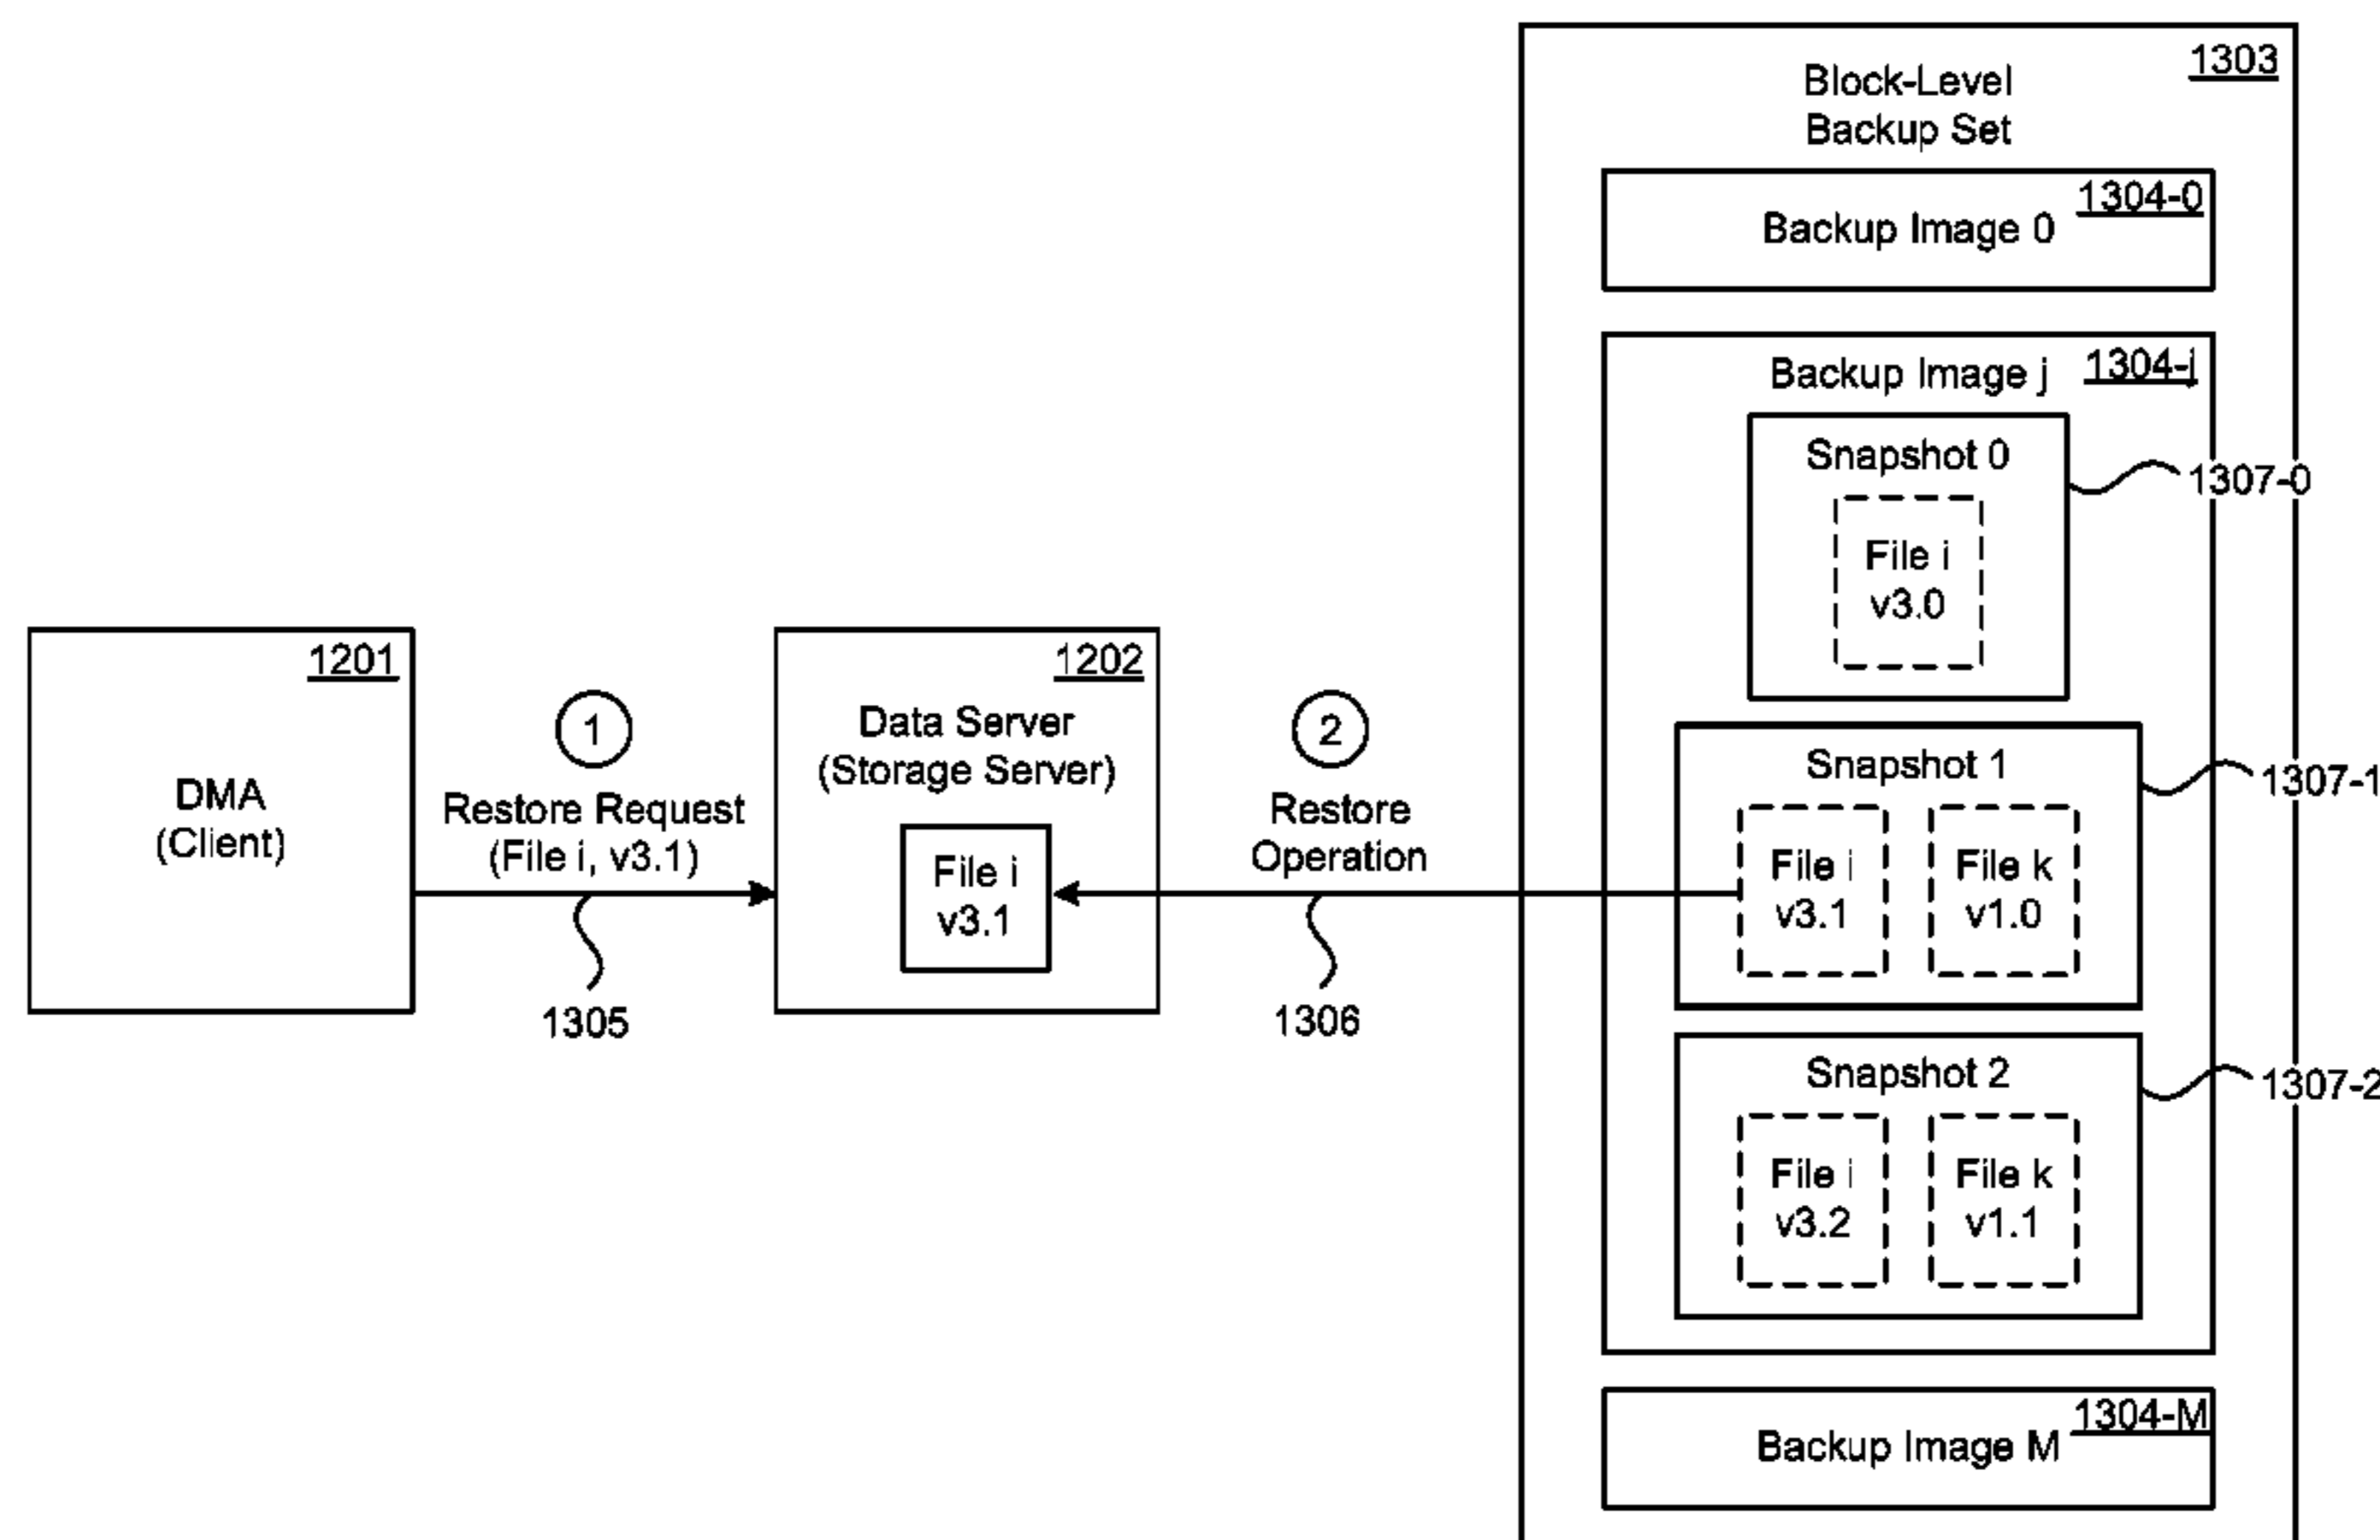 1201
DMA
(Client)
1
Restore Request
(File i, v3.1)
1305
1202
Data Server
(Storage Server)
File i
v3.1
2
Restore
Operation
1306
1303
Block-Level
Backup Set
1304-0
Backup Image 0
Backup Image j
1304-j
Snapshot 0
File i
v3.0
1307-0
Snapshot 1
File i
v3.1
File k
v1.0
1307-1
Snapshot 2
File i
v3.2
File k
v1.1
1307-2
1304-M
Backup Image M